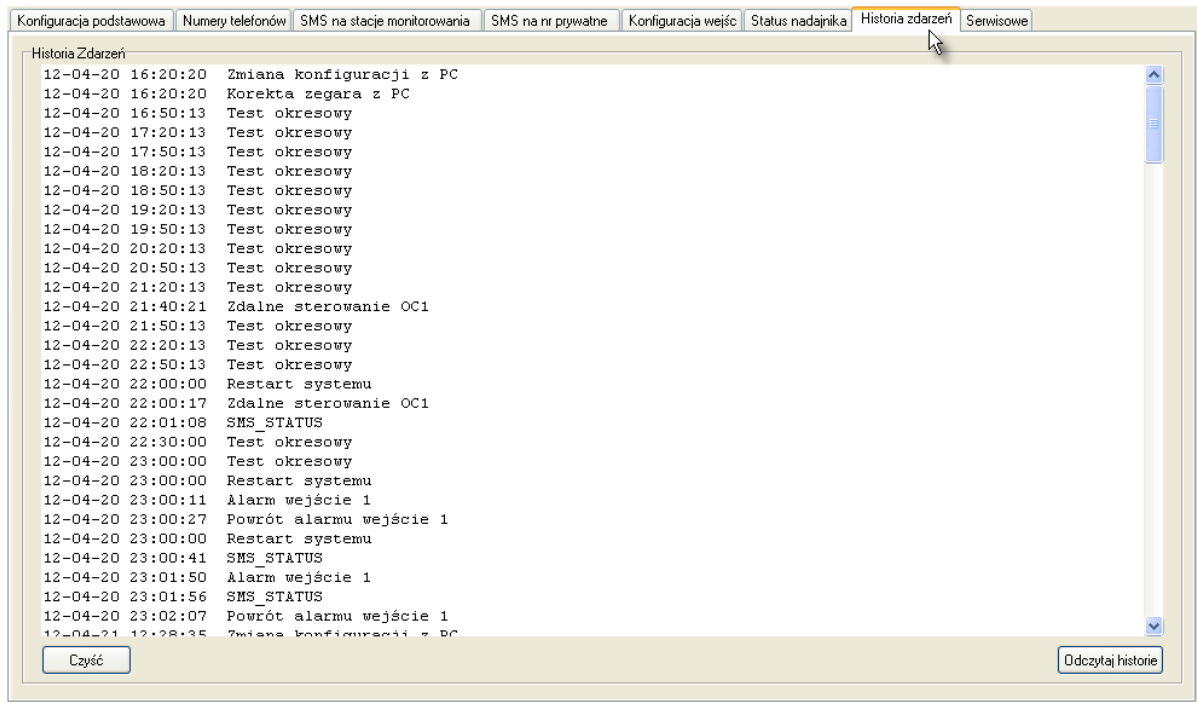 Konfiguracja podstawowa Numery telefonów SMS na stacje monitorowania SMS na nr prywatne Konfiguracja wejśc Status nadajnika Historia zdarzeń Serwisowe
Historia Zdarzeń
12-04-20 16:20:20 Zmiana konfiguracji z PC
12-04-20 16:20:20 Korekta zegara z PC
12-04-20 16:50:13 Test okresowy
12-04-20 17:20:13 Test okresowy
12-04-20 17:50:13 Test okresowy
12-04-20 18:20:13 Test okresowy
12-04-20 18:50:13 Test okresowy
12-04-20 19:20:13 Test okresowy
12-04-20 19:50:13 Test okresowy
12-04-20 20:20:13 Test okresowy
12-04-20 20:50:13 Test okresowy
12-04-20 21:20:13 Test okresowy
12-04-20 21:40:21 Zdalne sterowanie OC1
12-04-20 21:50:13 Test okresowy
12-04-20 22:20:13 Test okresowy
12-04-20 22:50:13 Test okresowy
12-04-20 22:00:00 Restart systemu
12-04-20 22:00:17 Zdalne sterowanie OC1
12-04-20 22:01:08 SMS_STATUS
12-04-20 22:30:00 Test okresowy
12-04-20 23:00:00 Test okresowy
12-04-20 23:00:00 Restart systemu
12-04-20 23:00:11 Alarm wejście 1
12-04-20 23:00:27 Powrót alarmu wejście 1
12-04-20 23:00:00 Restart systemu
12-04-20 23:00:41 SMS_STATUS
12-04-20 23:01:50 Alarm wejście 1
12-04-20 23:01:56 SMS_STATUS
12-04-20 23:02:07 Powrót alarmu wejście 1
12-04-21 12:28:35 Zmiana konfiguracji z PC
Czyść Odczytaj historie